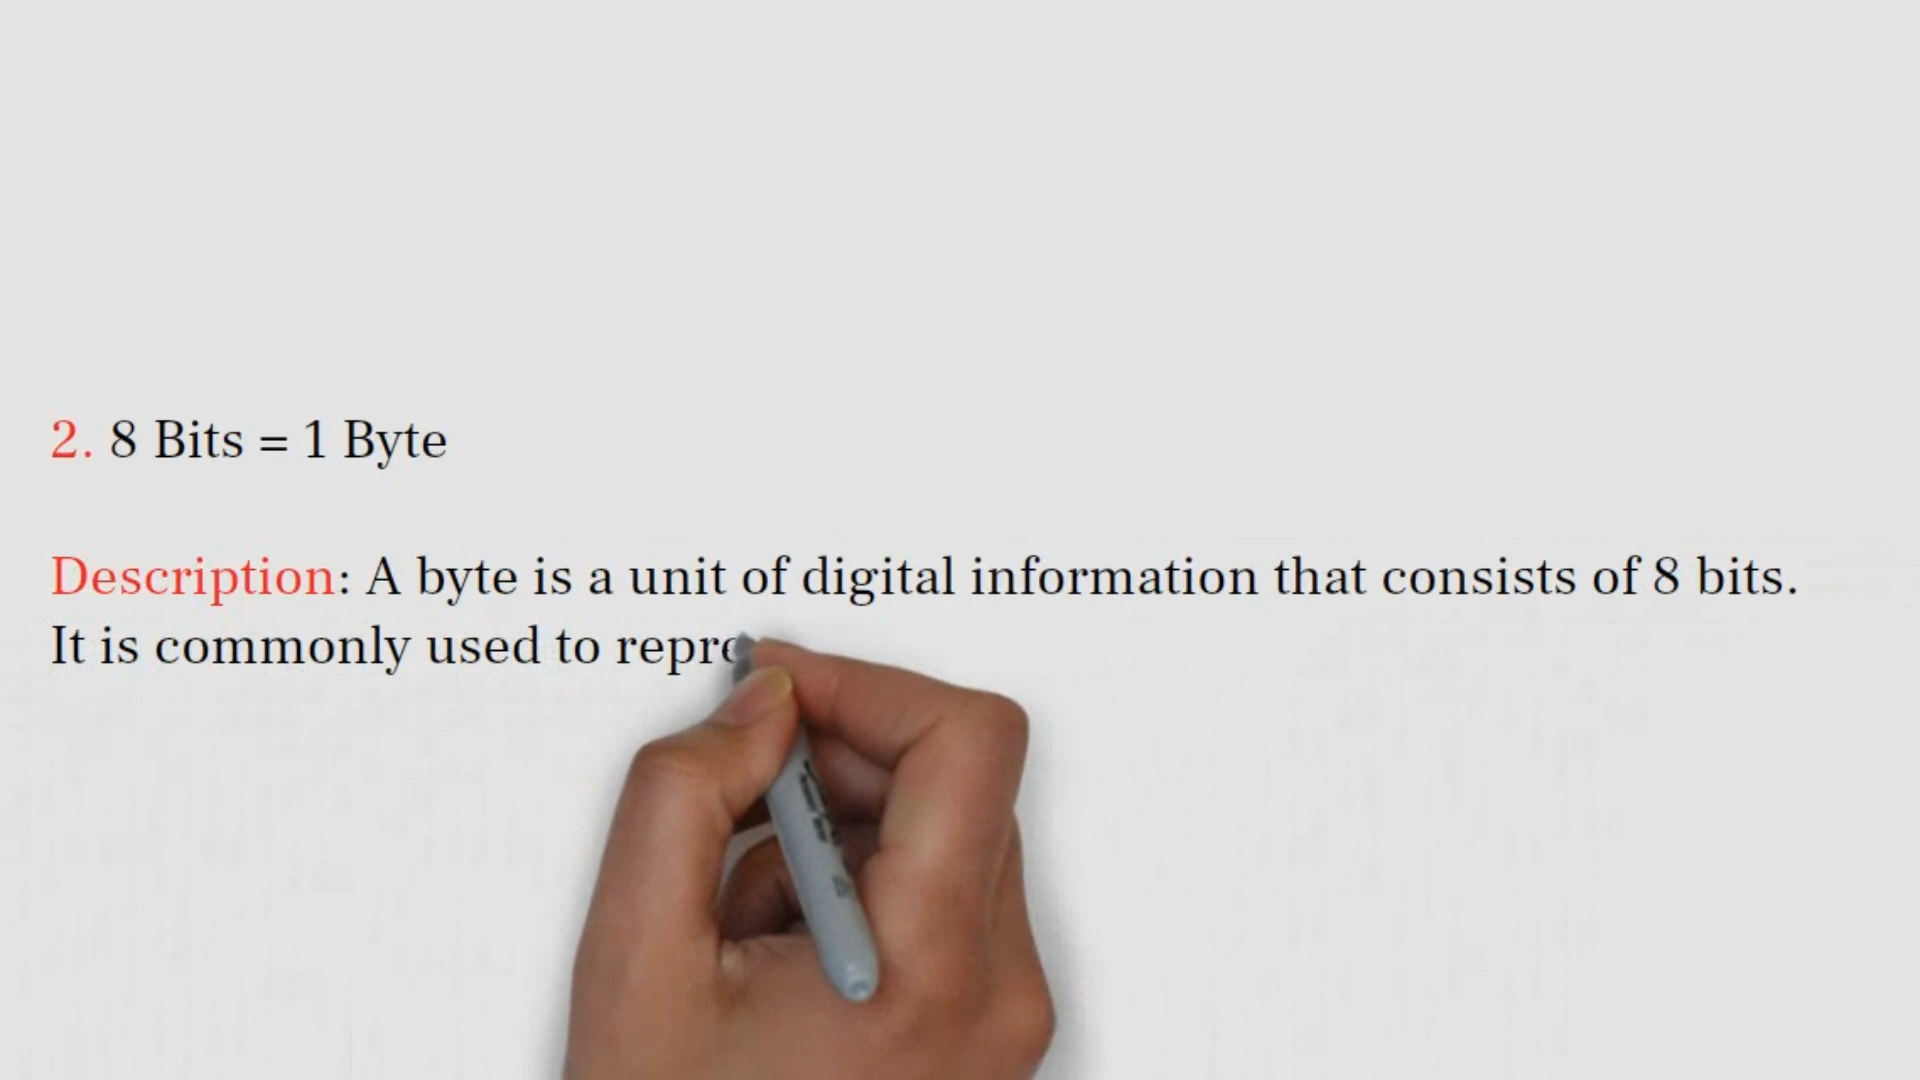 2. 8 Bits = 1 Byte
Description: A byte is a unit of digital information that consists of 8 bits.
It is commonly used to repre